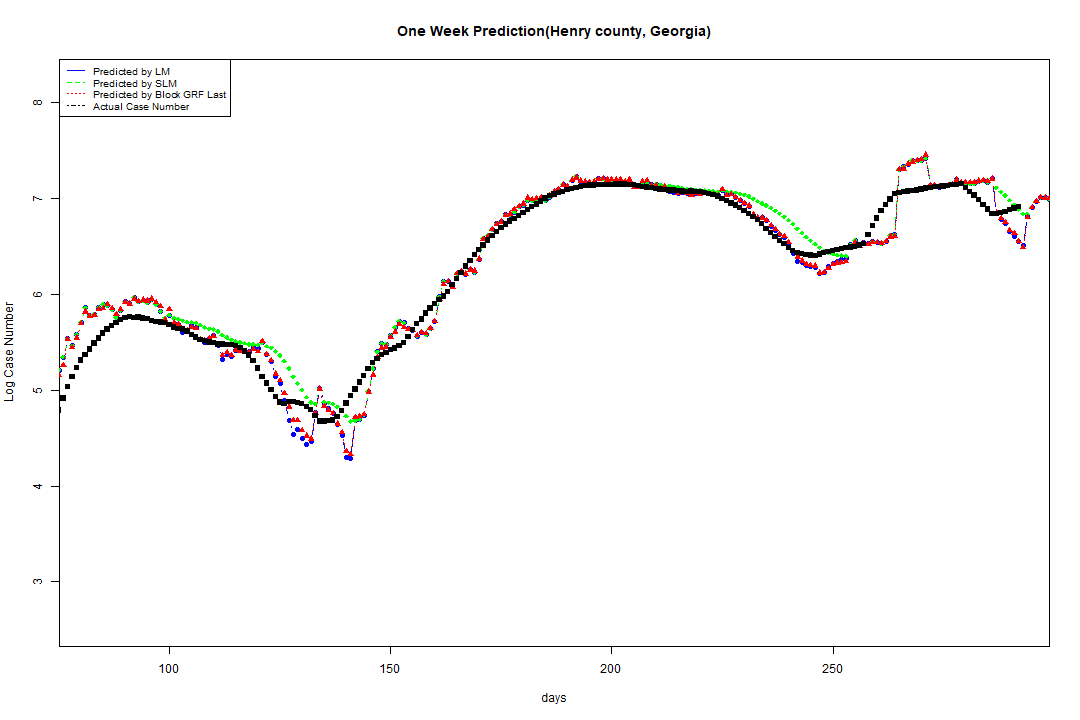 One Week Prediction(Henry county, Georgia)
Predicted by LM
Predicted by SLM
Predicted by Block GRF Last
Actual Case Number
8
7
6
5
4
3
Log Case Number
100 150 200 250
days